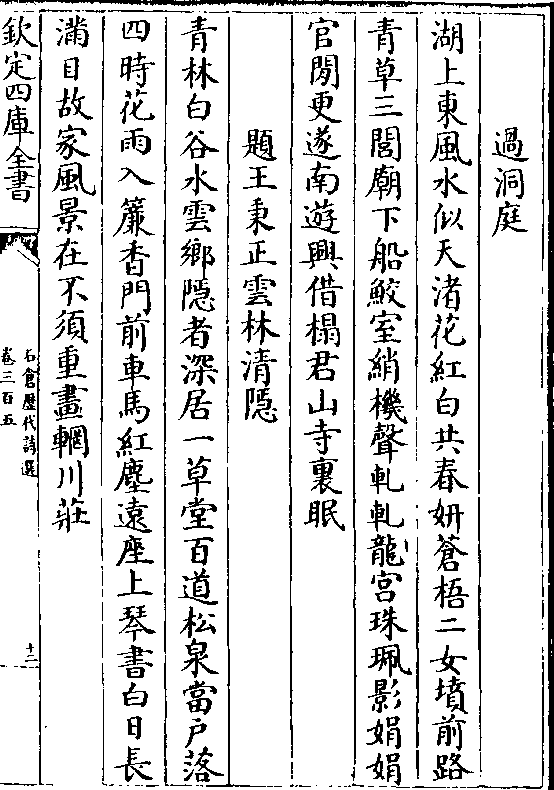 過洞庭
湖上東風水似天渚花紅白共春妍蒼梧二女墳前路
青草三閭廟下船鮫室綃機聲軋軋龍宮珠珮影娟娟
官閒更遂南遊興借榻君山寺裏眠
題王秉正雲林清隠
青林白谷水雲鄉隠者深居一草堂百道松泉當戶落
四時花雨入簾香門前車馬紅塵遠座上琴書白日長
滿目故家風景在不須重畫輞川莊
欽定四庫全書
石倉歴代詩選
卷三百五
十二